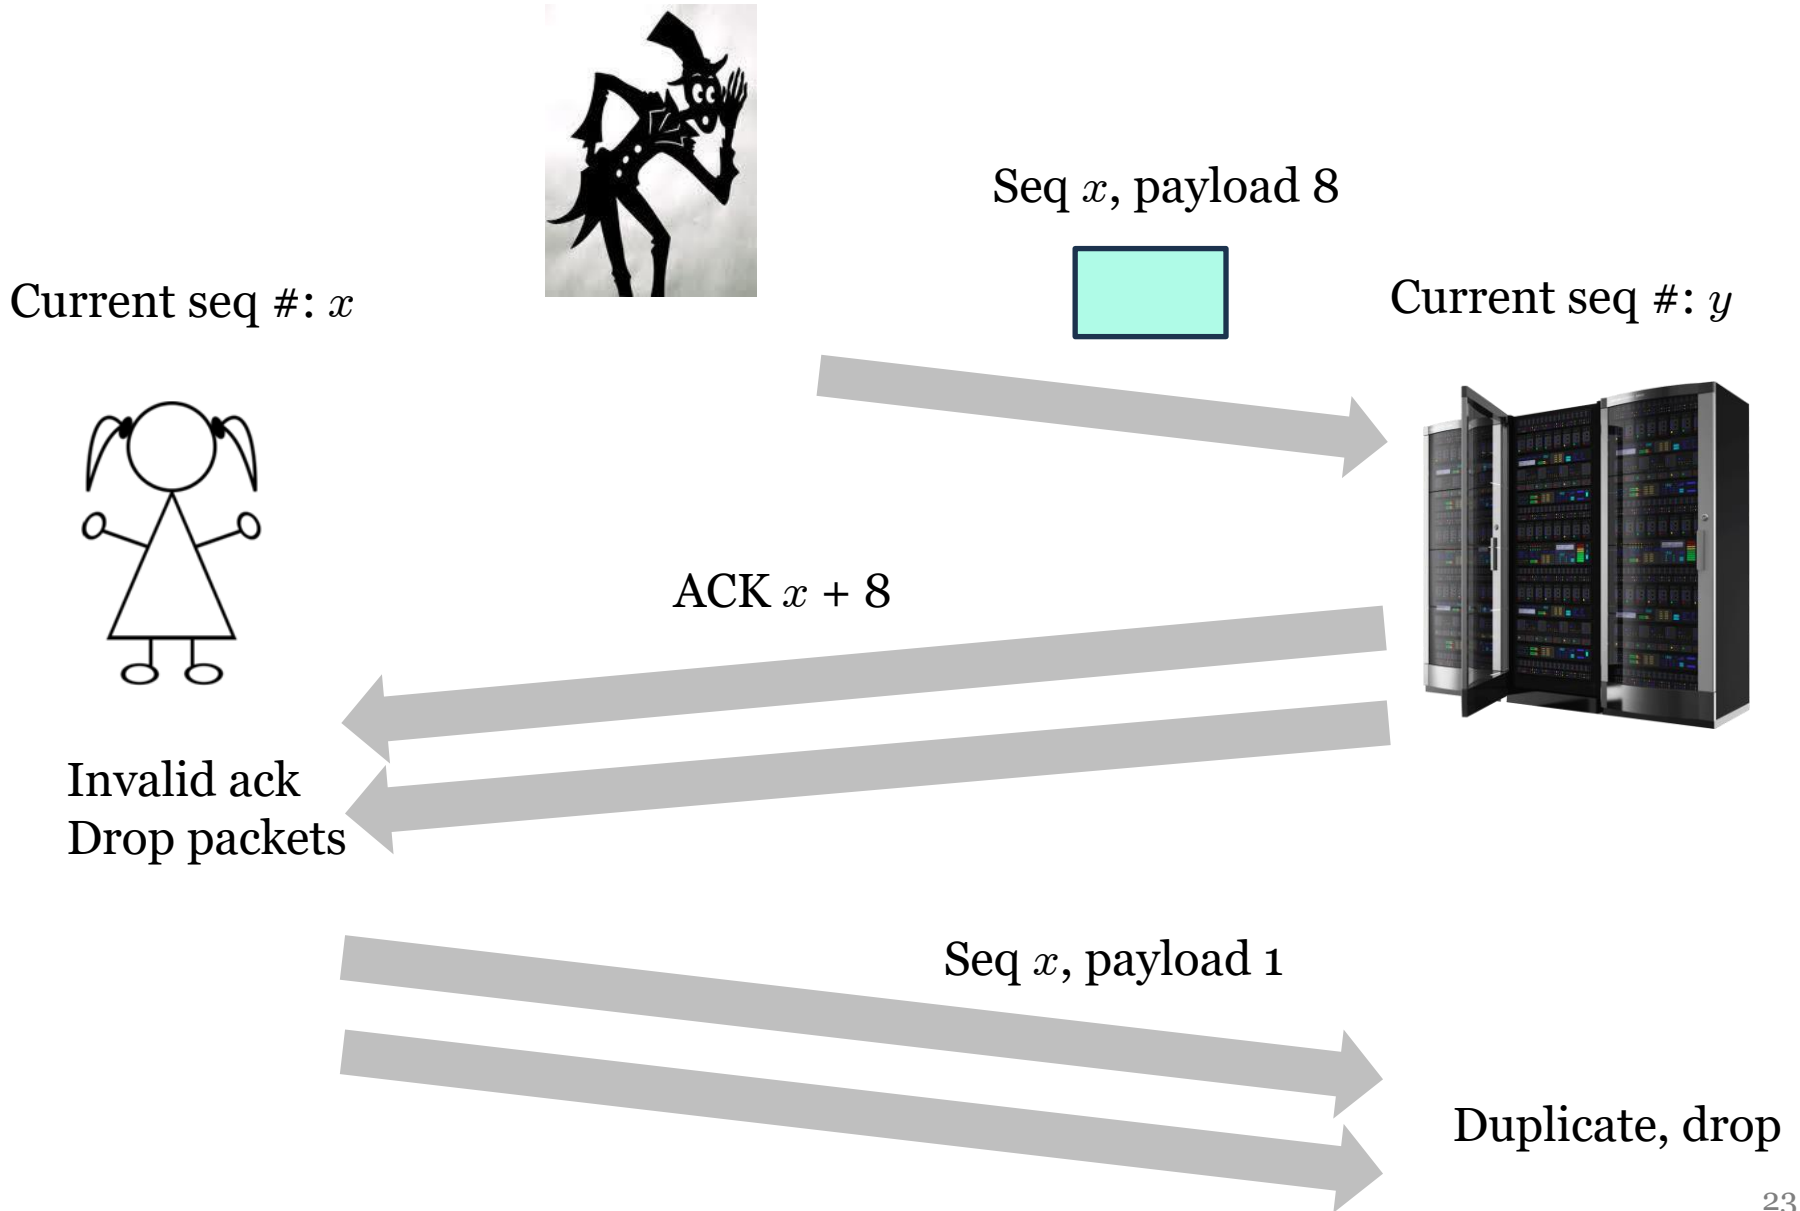 Seq x, payload 8
Current seq #: x
Current seq #: y
ACK x + 8
Invalid ack
Drop packets
Seq x, payload 1
Duplicate, drop
23